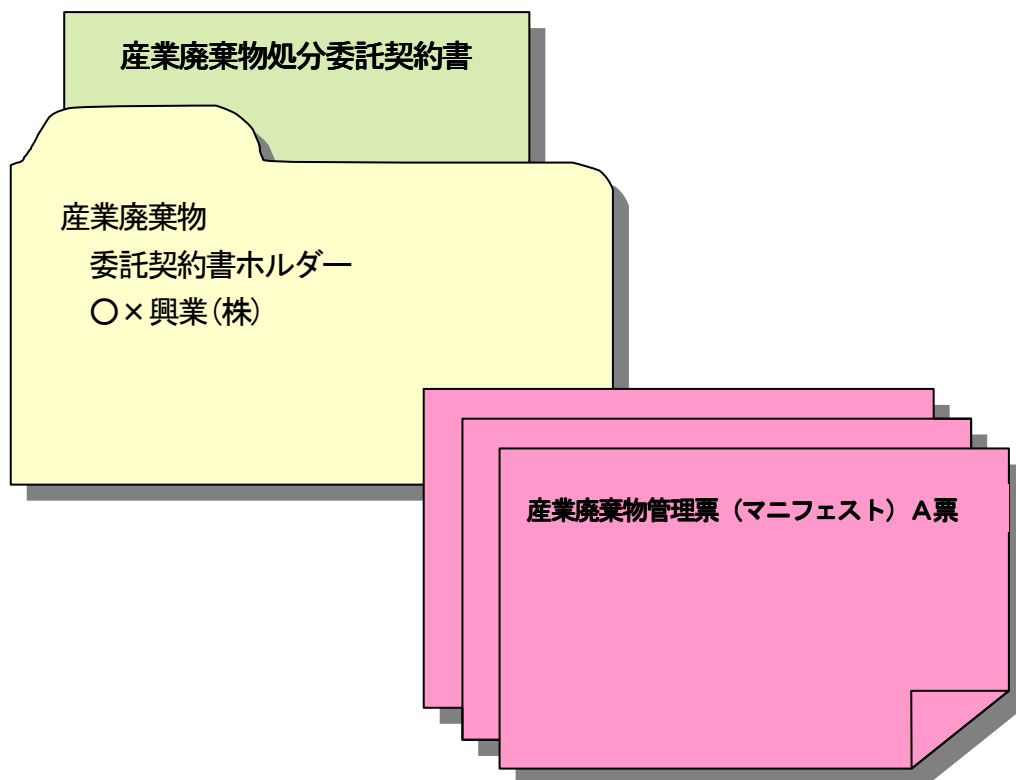 産業廃棄物処分委託契約書
産業廃棄物
委託契約書ホルダー
〇×興業(株)
産業廃棄物管理票（マニフェスト）Ａ票